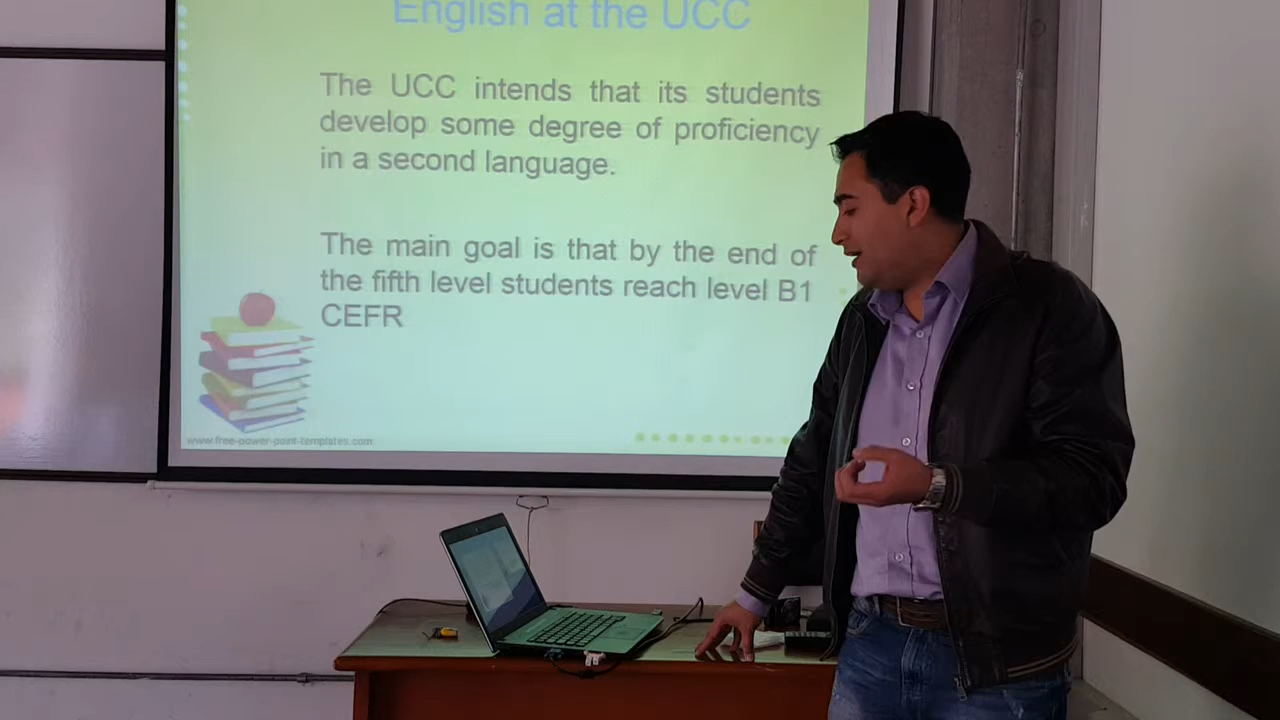 English at the UCC
The UCC intends that its students
develop some degree of proficiency
in a second language.
The main goal is that by the end of
the fifth level students reach level B1
CEFR
www.free-power-point-templates.com